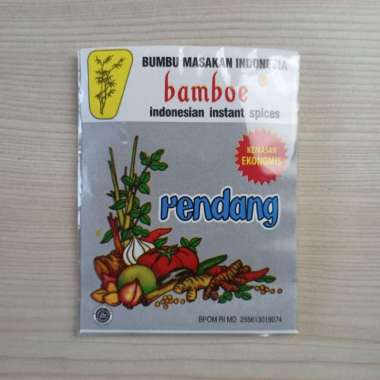 BUMBU MASAKAN INDONESIA
bamboe ®
indonesian instant spices
KEMASAN
EKONOMIS
rendang
BPOM RI MD 255613019074